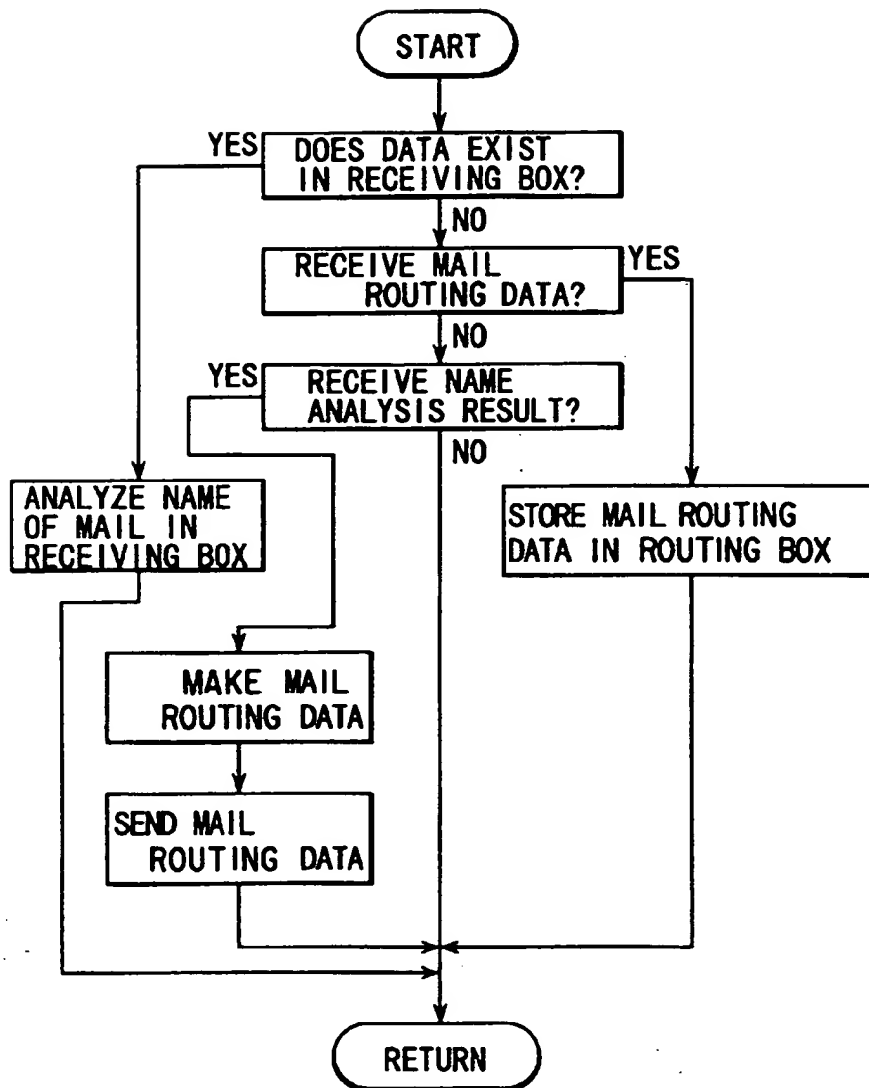 START
YES
DOES DATA EXIST
IN RECEIVING BOX?
NO
RECEIVE MAIL
ROUTING DATA?
YES
NO
YES
RECEIVE NAME
ANALYSIS RESULT?
NO
ANALYZE NAME
OF MAIL IN
RECEIVING BOX
STORE MAIL ROUTING
DATA IN ROUTING BOX
MAKE MAIL
ROUTING DATA
SEND MAIL
ROUTING DATA
RETURN